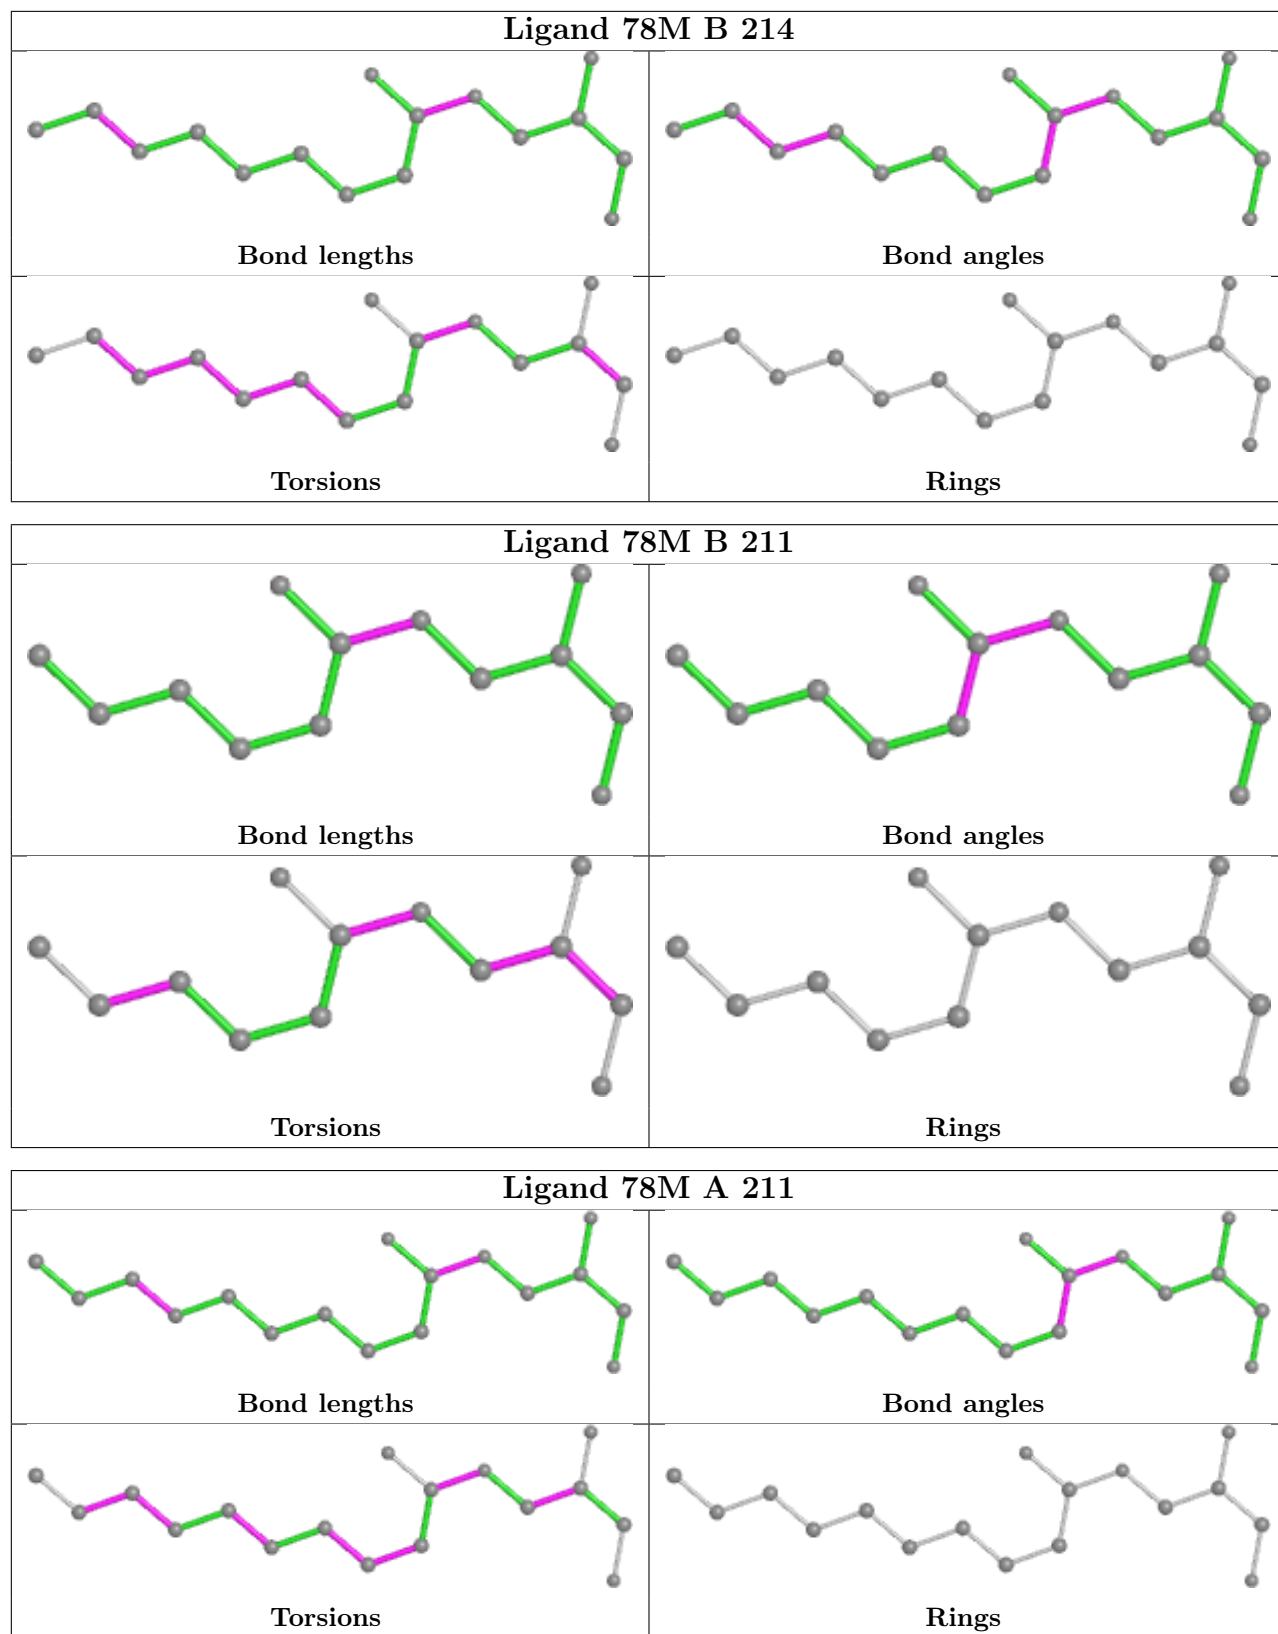 Ligand 78M B 214
Bond lengths
Bond angles
Torsions
Rings
Ligand 78M B 211
Bond lengths
Bond angles
Torsions
Rings
Ligand 78M A 211
Bond lengths
Bond angles
Torsions
Rings